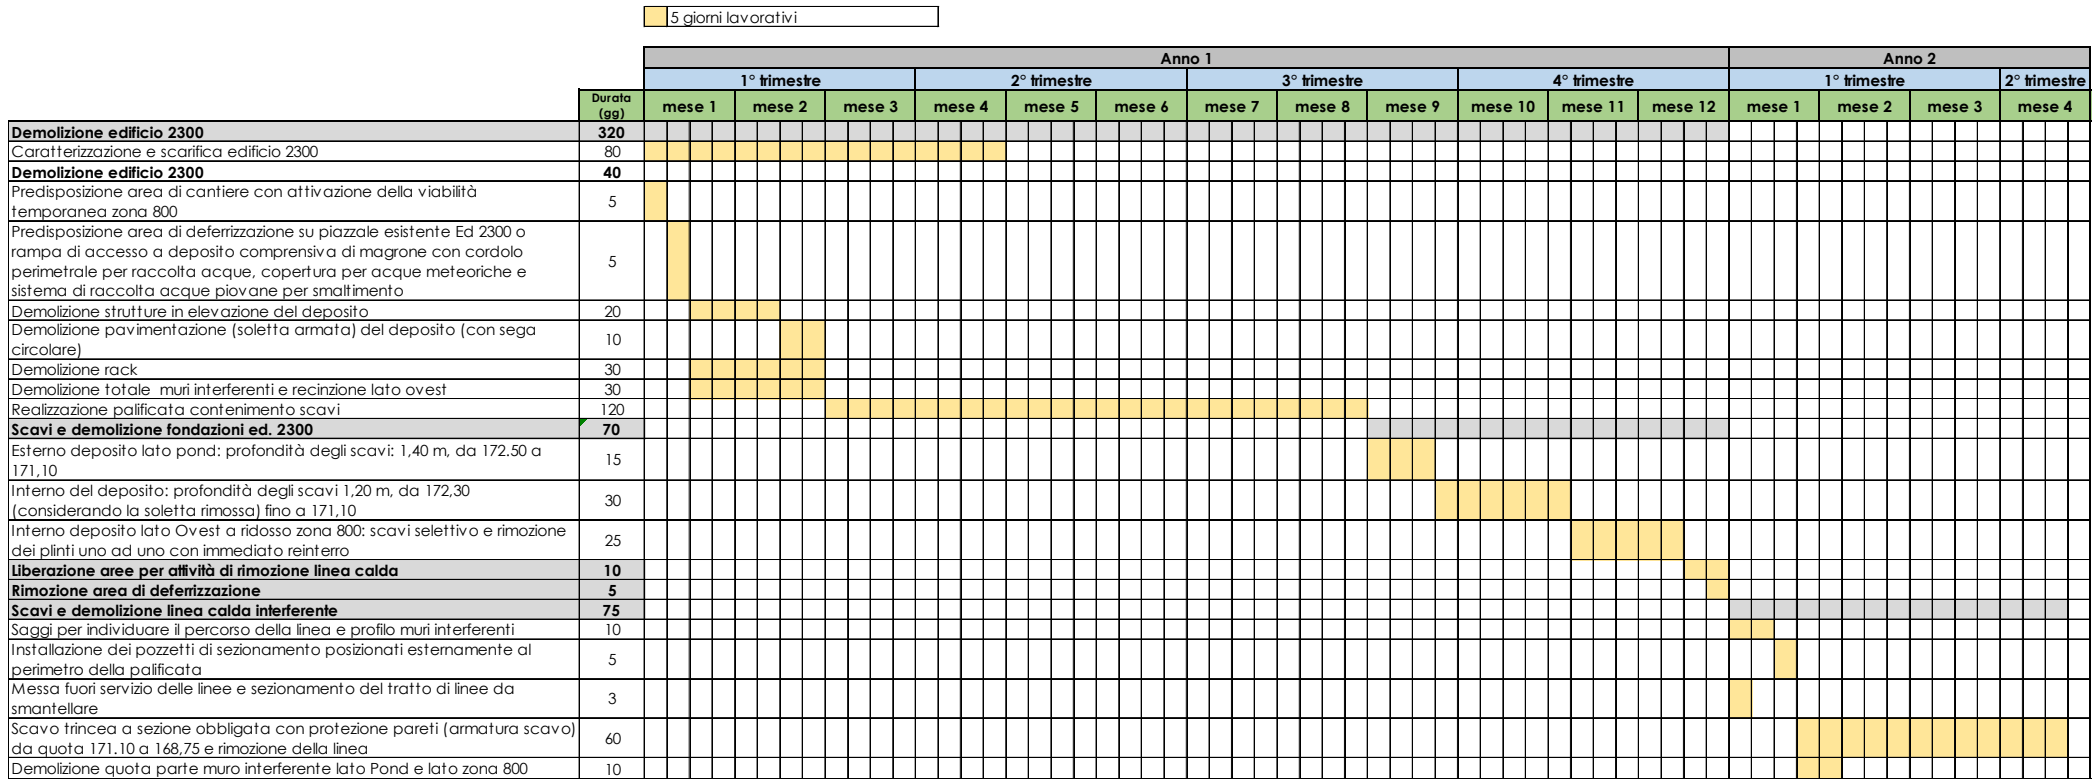 5 giorni lavorativi
Anno 1 Anno 2
1° trimestre 2° trimestre 3° trimestre 4° trimestre 1° trimestre 2° trimestre
Durata
(gg)
mese 1 mese 2 mese 3 mese 4 mese 5 mese 6 mese 7 mese 8 mese 9 mese 10 mese 11 mese 12 mese 1 mese 2 mese 3 mese 4
Demolizione edificio 2300 320
Caratterizzazione e scarifica edificio 2300 80
Demolizione edificio 2300 40
Predisposizione area di cantiere con attivazione della viabilità
temporanea zona 800
5
Predisposizione area di deferrizzazione su piazzale esistente Ed 2300 o
rampa di accesso a deposito comprensiva di magrone con cordolo
perimetrale per raccolta acque, copertura per acque meteoriche e
sistema di raccolta acque piovane per smaltimento
5
Demolizione strutture in elevazione del deposito 20
Demolizione pavimentazione (soletta armata) del deposito (con sega
circolare)
10
Demolizione rack 30
Demolizione totale muri interferenti e recinzione lato ovest 30
Realizzazione palificata contenimento scavi 120
Scavi e demolizione fondazioni ed. 2300 70
Esterno deposito lato pond: profondità degli scavi: 1,40 m, da 172.50 a
171,10
15
Interno del deposito: profondità degli scavi 1,20 m, da 172,30
(considerando la soletta rimossa) fino a 171,10
30
Interno deposito lato Ovest a ridosso zona 800: scavi selettivo e rimozione
dei plinti uno ad uno con immediato reinterro
25
Liberazione aree per attività di rimozione linea calda 10
Rimozione area di deferrizzazione 5
Scavi e demolizione linea calda interferente 75
Saggi per individuare il percorso della linea e profilo muri interferenti 10
Installazione dei pozzetti di sezionamento posizionati esternamente al
perimetro della palificata
5
Messa fuori servizio delle linee e sezionamento del tratto di linee da
smantellare
3
Scavo trincea a sezione obbligata con protezione pareti (armatura scavo)
da quota 171.10 a 168,75 e rimozione della linea
60
Demolizione quota parte muro interferente lato Pond e lato zona 800 10